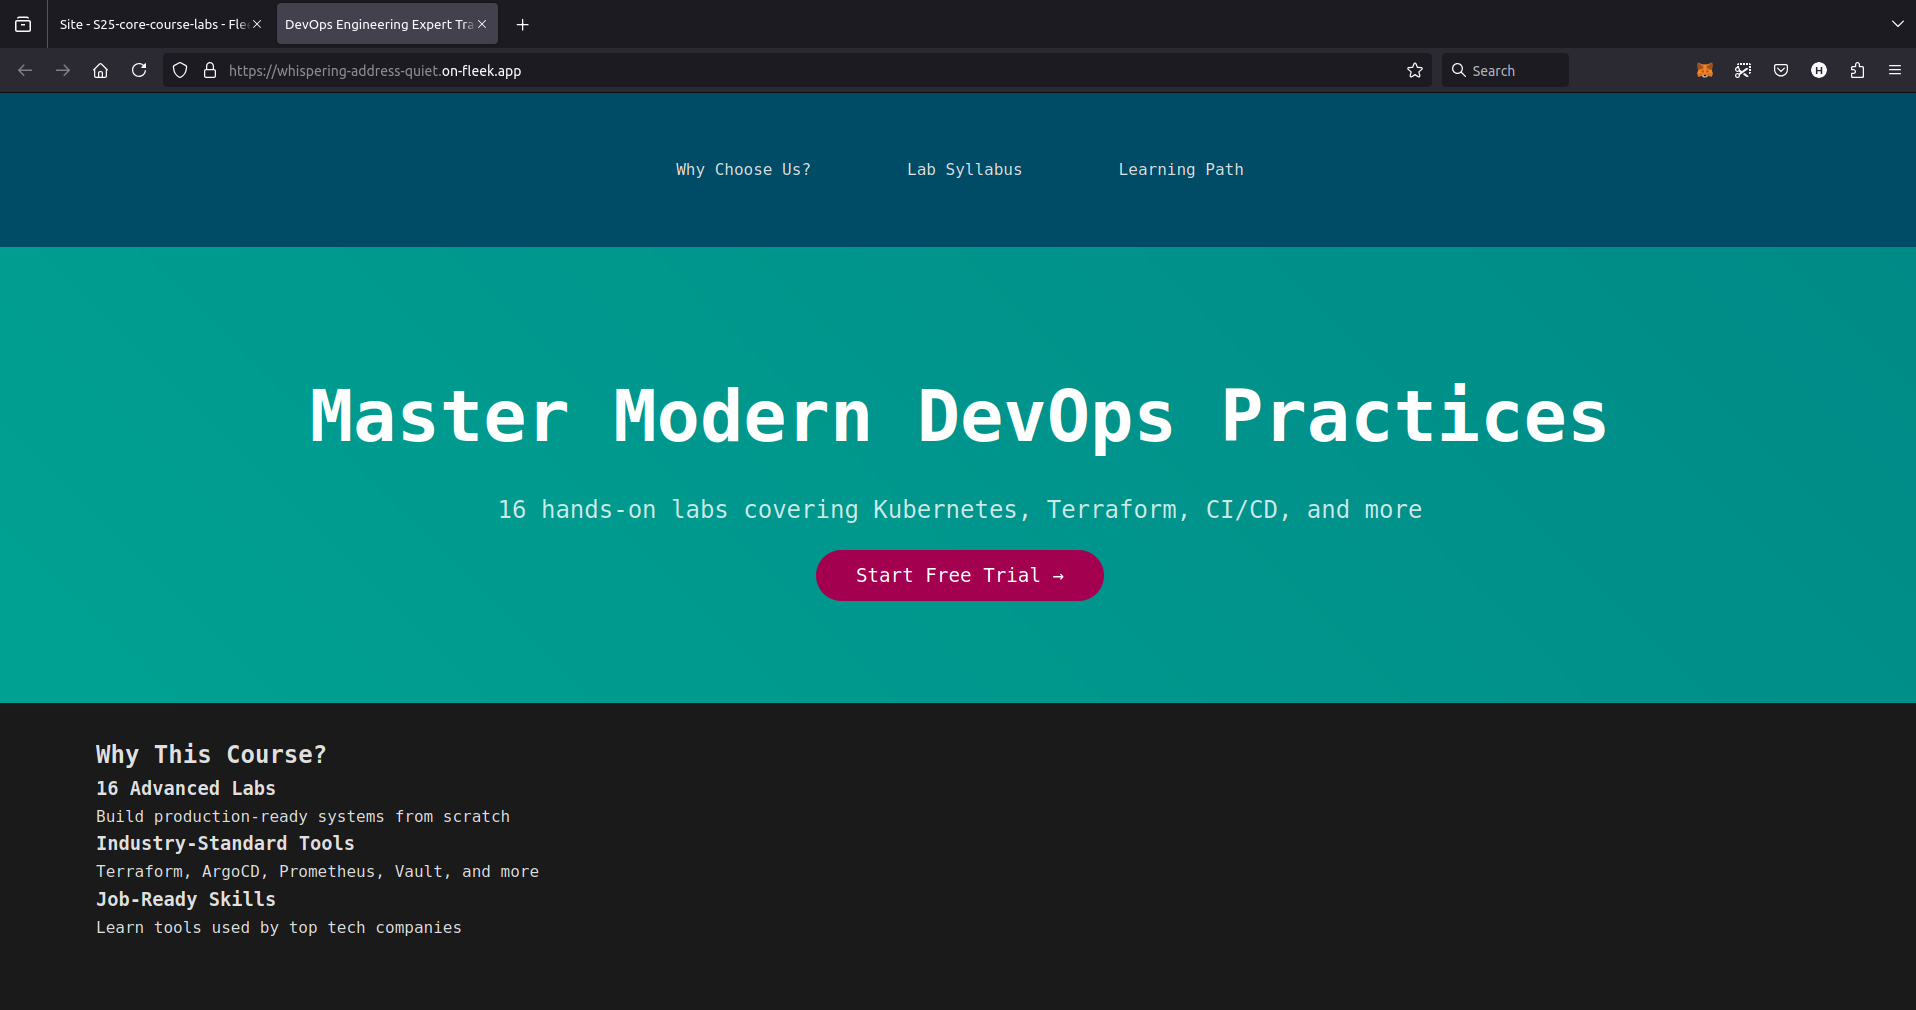 Site - S25-core-course-labs - Fle
DevOps Engineering Expert Tra
https://whispering-address-quiet.on-fleek.app
Search
H
Why Choose Us?
Lab Syllabus
Learning Path
Master Modern DevOps Practices
16 hands-on labs covering Kubernetes, Terraform, CI/CD, and more
Start Free Trial →
Why This Course?
16 Advanced Labs
Build production-ready systems from scratch
Industry-Standard Tools
Terraform, ArgoCD, Prometheus, Vault, and more
Job-Ready Skills
Learn tools used by top tech companies